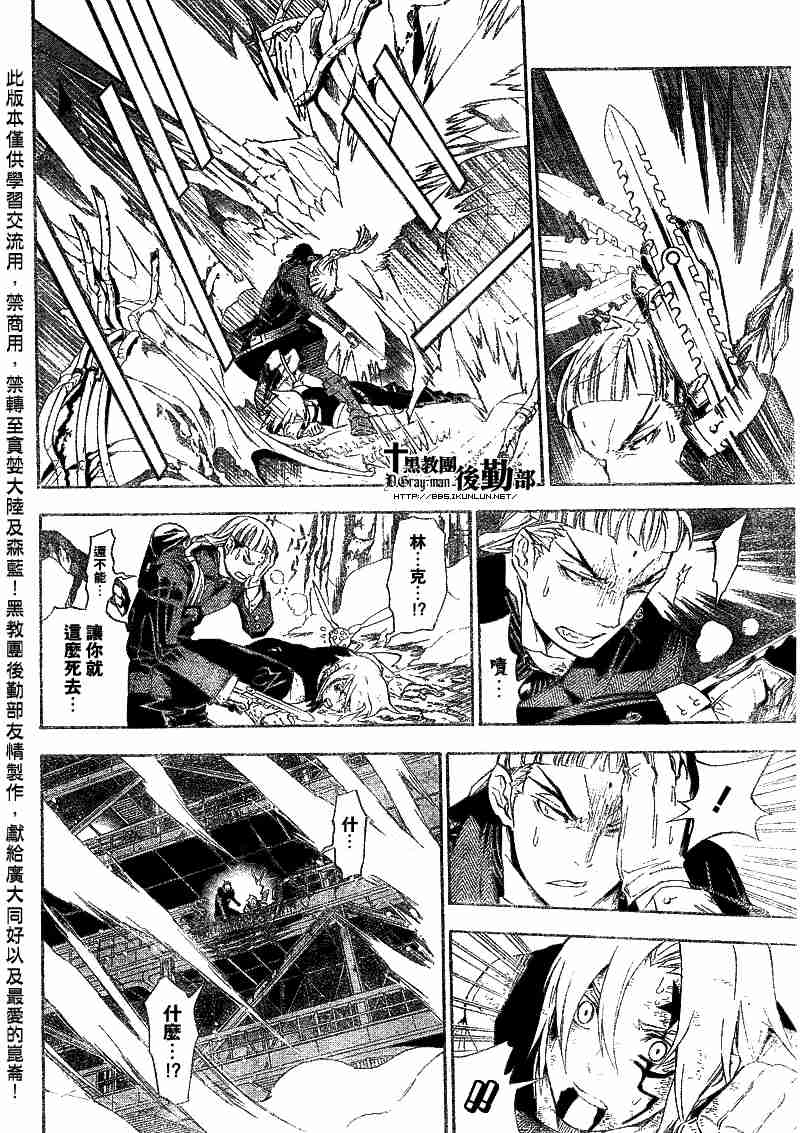 此版本僅供學習交流用，禁商用，禁轉至貪婪大陸及森藍！黑教團後勤部友情製作，獻給廣大同好以及最愛的崑崙！
黑教團
D.Gray-man
後勤部
HTTP://BBS.IKUNLUN.NET/
嘖…
林…克…!?
還不能…
讓你就
這麼死去…
！
!!
什…
什麼…!?